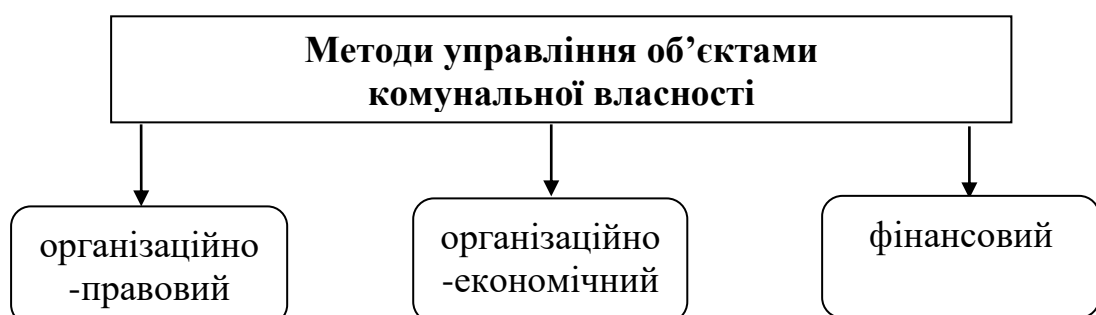 Методи управління об’єктами
комунальної власності
організаційно
-правовий
організаційно
-економічний
фінансовий